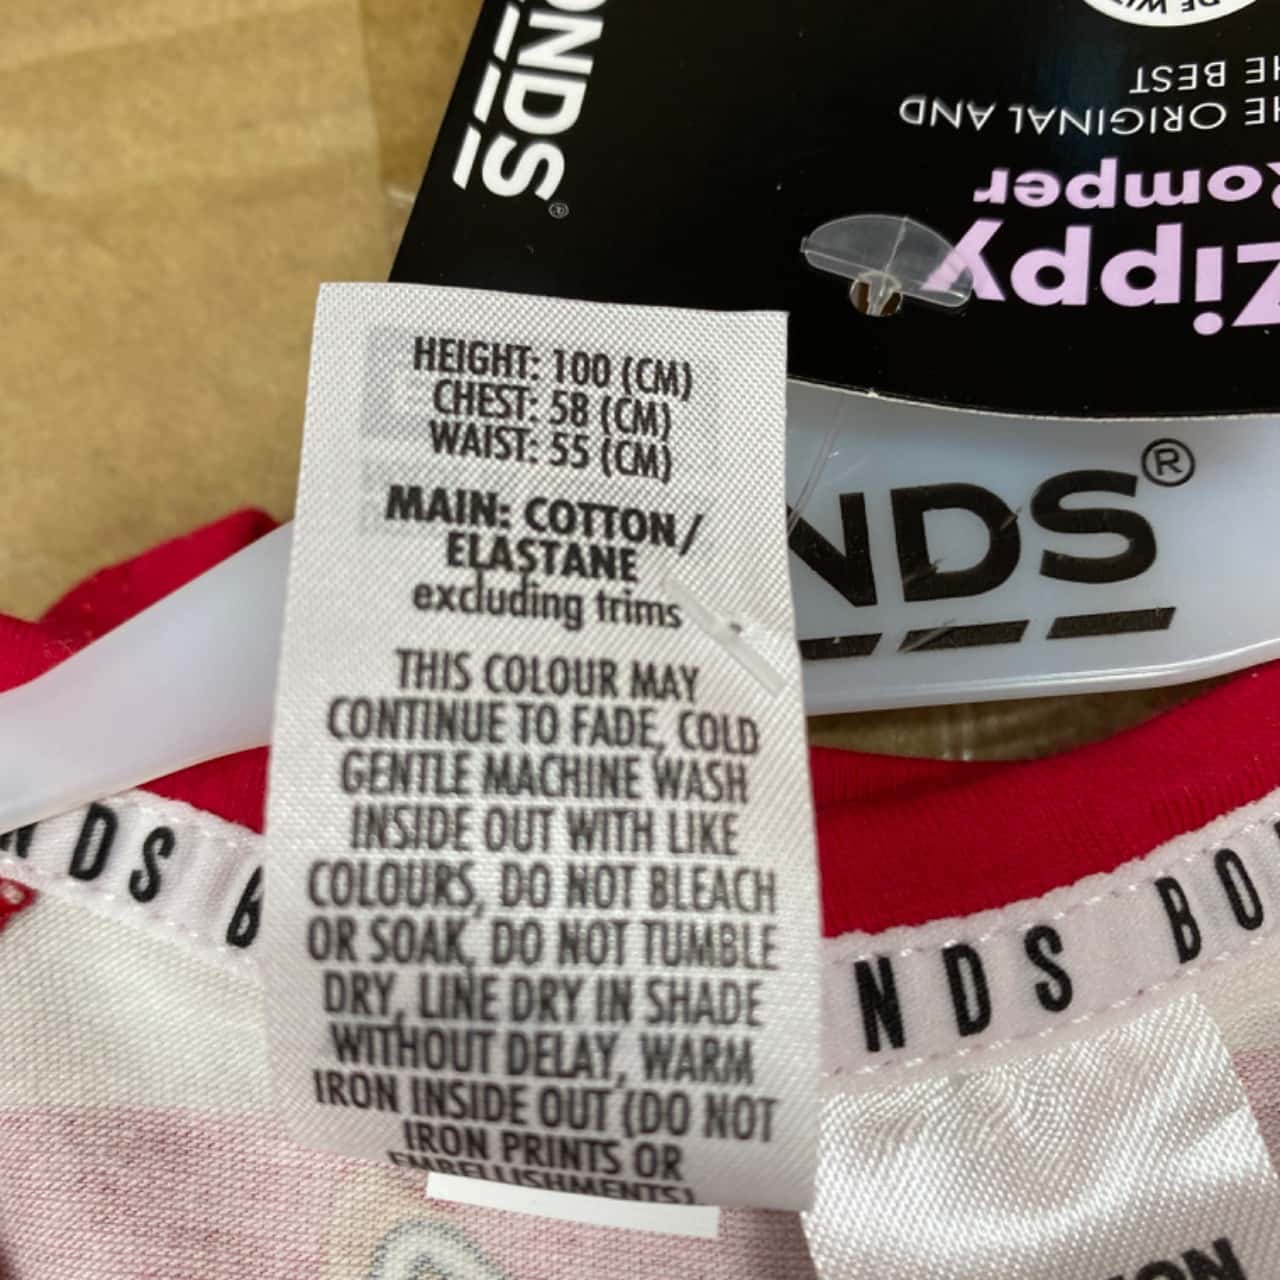 HEIGHT: 100 (CM)
CHEST: 58 (CM)
WAIST: 55 (CM)
MAIN: COTTON/
ELASTANE
excluding trims
THIS COLOUR MAY
CONTINUE TO FADE, COLD
GENTLE MACHINE WASH
INSIDE OUT WITH LIKE
COLOURS, DO NOT BLEACH
OR SOAK, DO NOT TUMBLE
DRY, LINE DRY IN SHADE
WITHOUT DELAY, WARM
IRON INSIDE OUT (DO NOT
IRON PRINTS OR
EMBELLISHMENTS)
ONDS®
Zippy
Romper
THE ORIGINAL AND
THE BEST
NDS®
NDS B
NDS BO